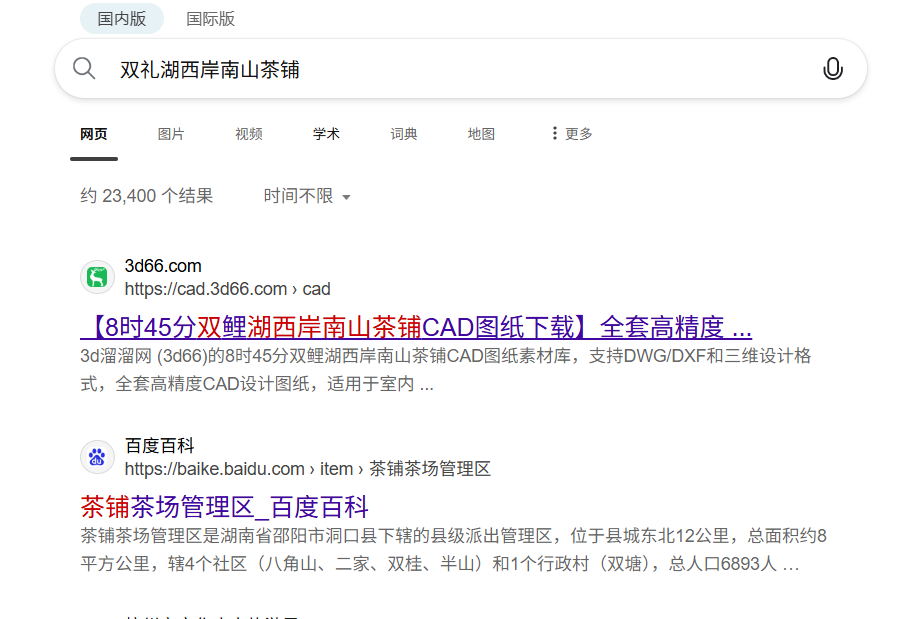 国内版 国际版
双礼湖西岸南山茶铺
网页 图片 视频 学术 词典 地图 更多
约 23,400 个结果 时间不限
3d66.com
https://cad.3d66.com › cad
【8时45分双鲤湖西岸南山茶铺CAD图纸下载】全套高精度 ...
3d溜溜网 (3d66)的8时45分双鲤湖西岸南山茶铺CAD图纸素材库，支持DWG/DXF和三维设计格
式，全套高精度CAD设计图纸，适用于室内 ...
百度百科
https://baike.baidu.com › item › 茶铺茶场管理区
茶铺茶场管理区_百度百科
茶铺茶场管理区是湖南省邵阳市洞口县下辖的县级派出管理区，位于县城东北12公里，总面积约8
平方公里，辖4个社区（八角山、二家、双桂、半山）和1个行政村（双塘），总人口6893人 …